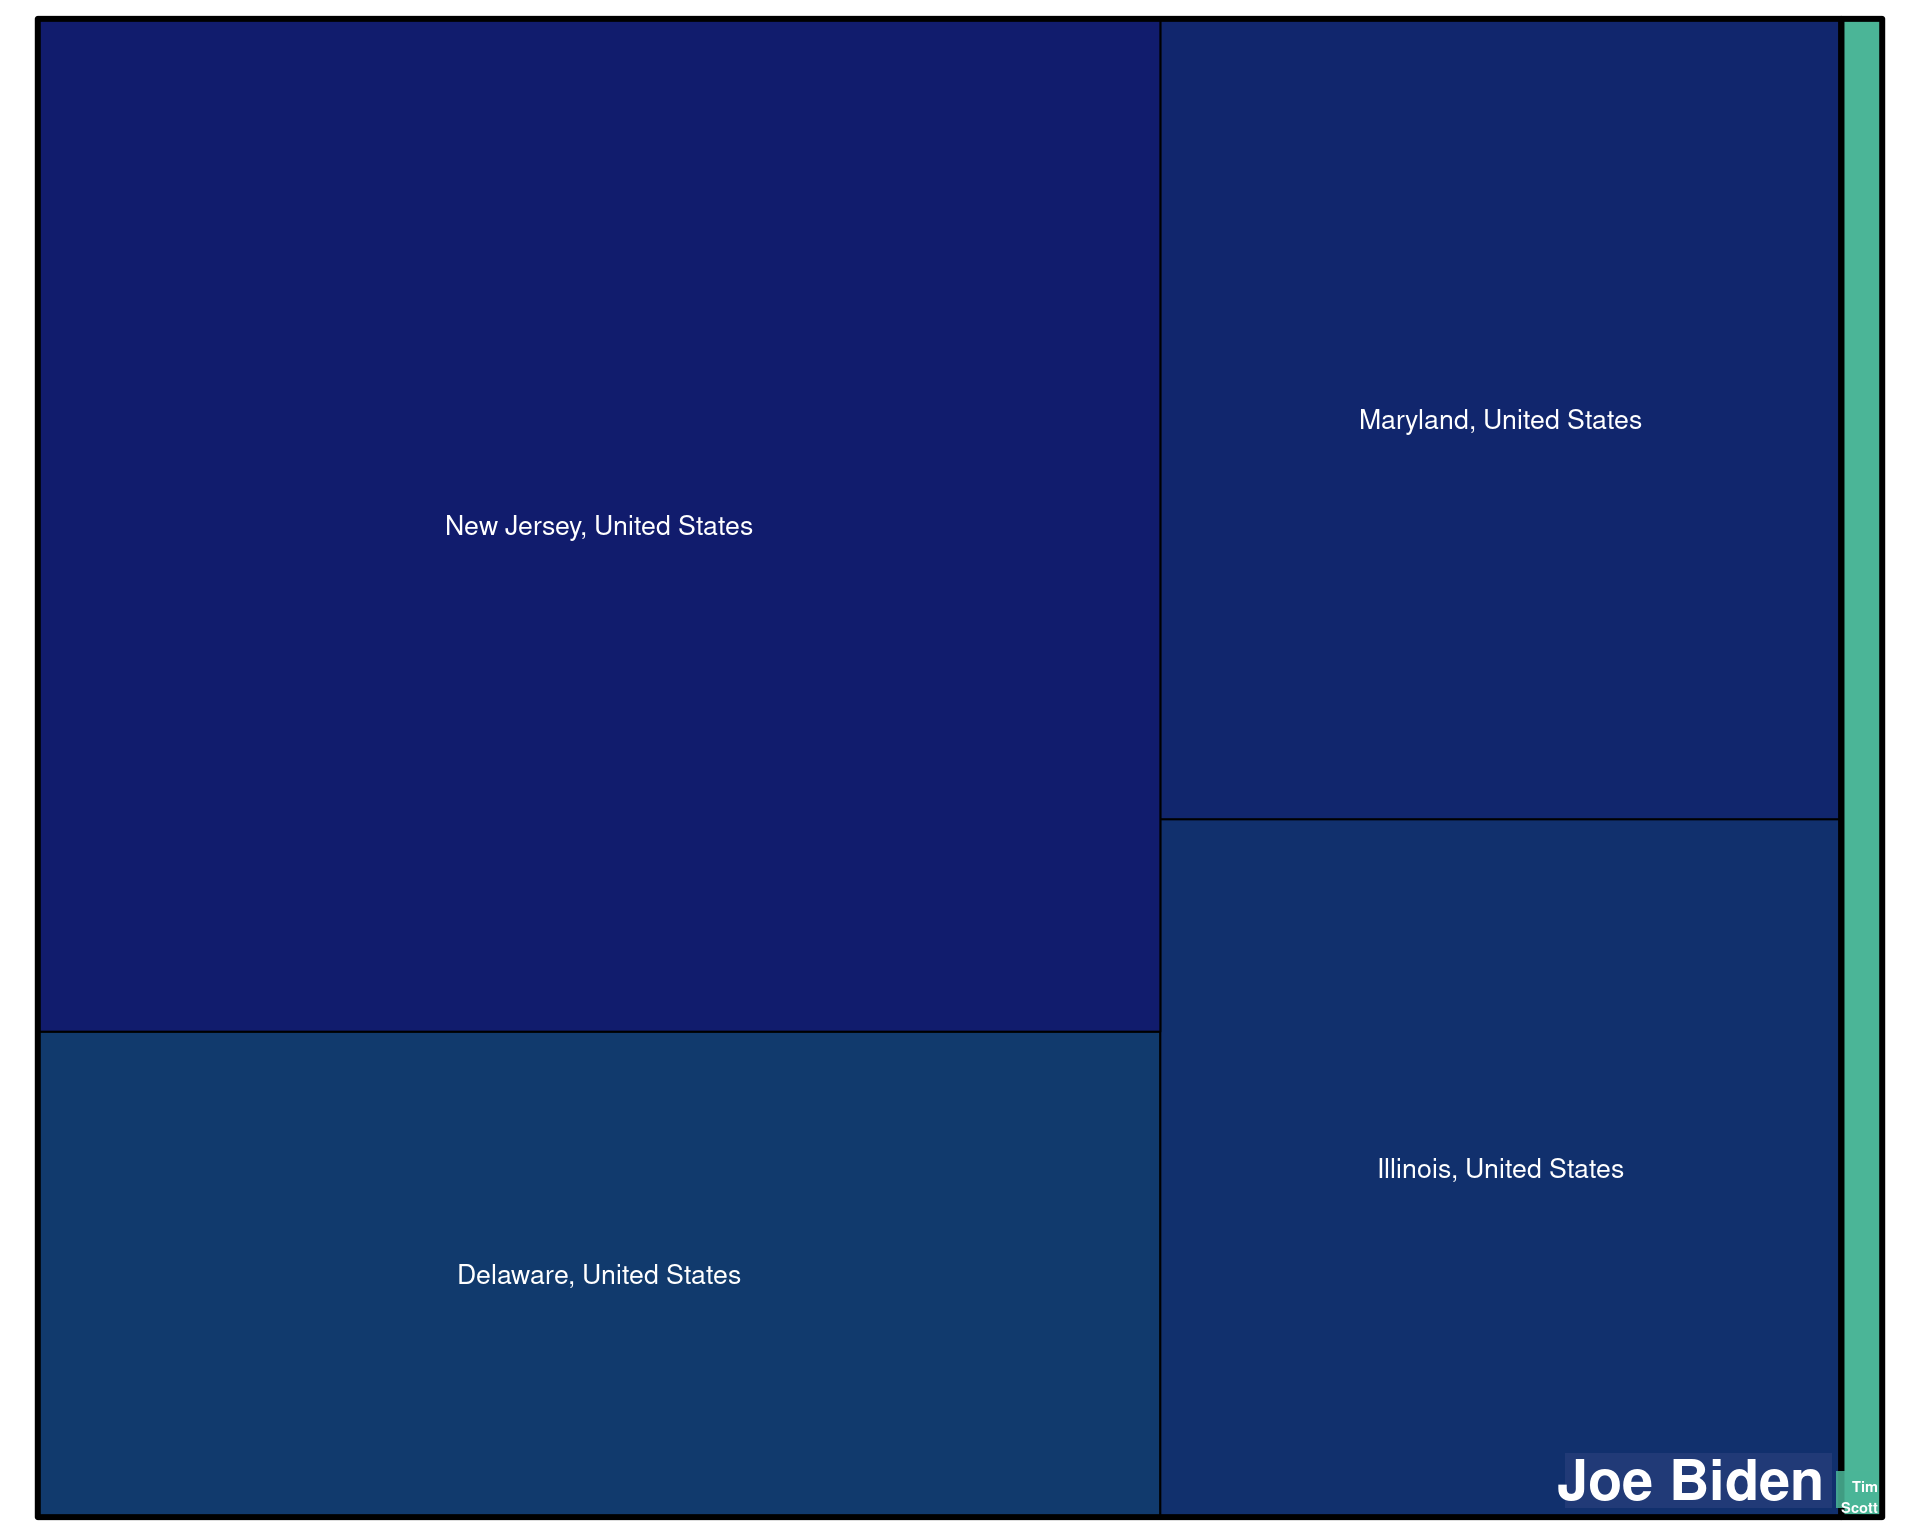 New Jersey, United States
Maryland, United States
Delaware, United States
Illinois, United States
Joe Biden
Tim
Scott